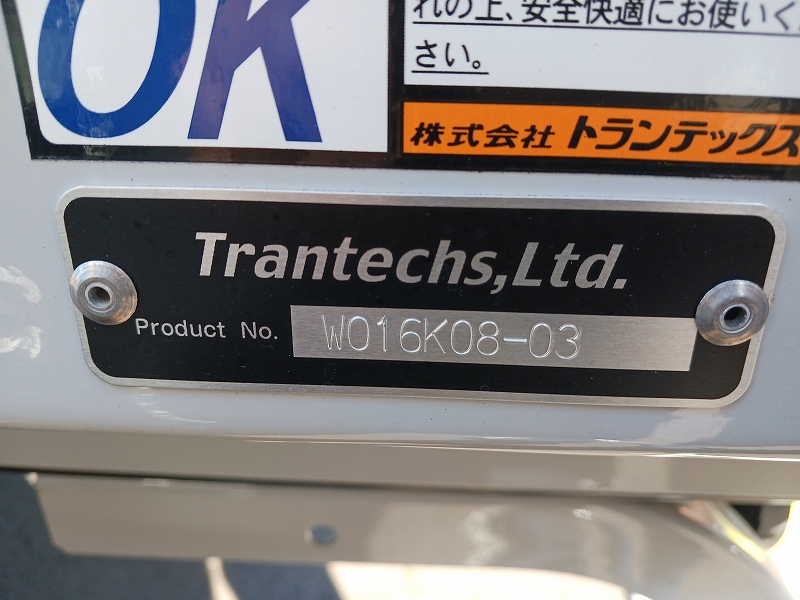 OK
れの上、安全快適にお使いくだ
さい。
株式会社 トランテックス
Trantechs,Ltd.
Product No. W016K08-03